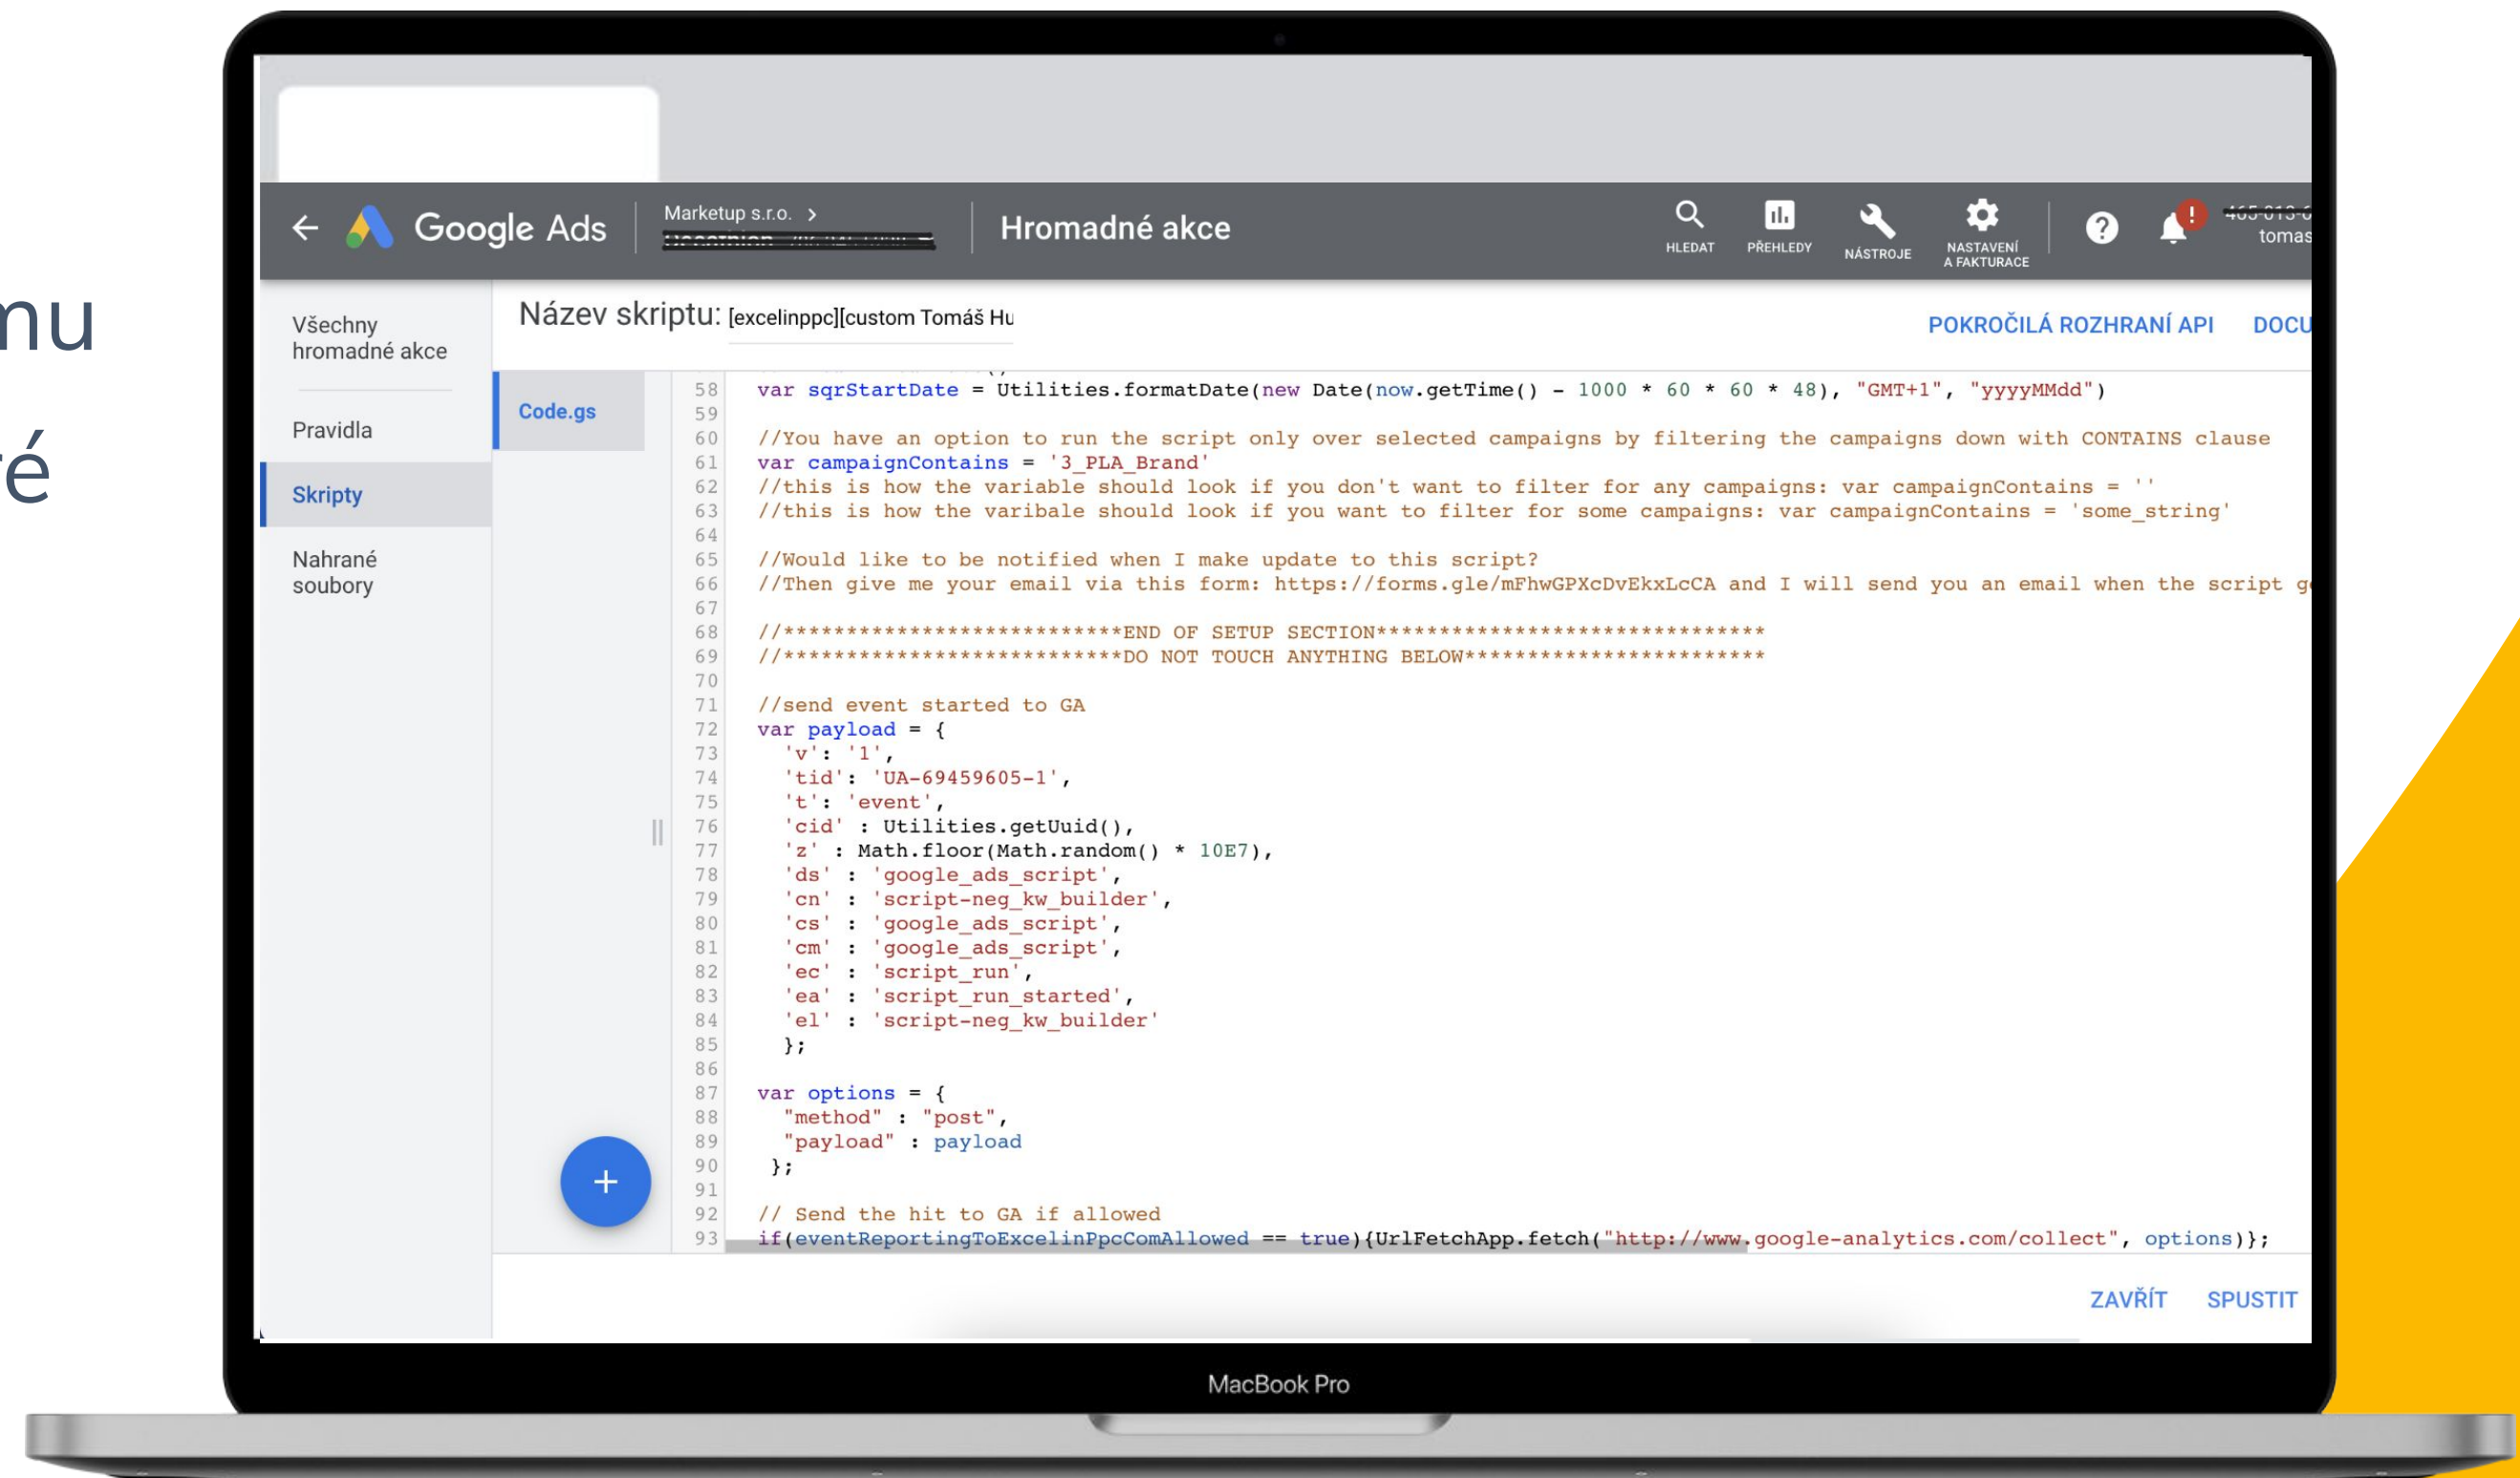 mu
ré
Google Ads
Marketup s.r.o. >
Hromadné akce
HLEDAT
PŘEHLEDY
NÁSTROJE
NASTAVENÍ
A FAKTURACE
tomas
Všechny
hromadné akce
Pravidla
Skripty
Nahrané
soubory
Název skriptu: [excelinppc][custom Tomáš Hu
POKROČILÁ ROZHRANÍ API DOCU
Code.gs
58 var sqrStartDate = Utilities.formatDate(new Date(now.getTime() - 1000 * 60 * 60 * 48), "GMT+1", "yyyyMMdd")
59
60 //You have an option to run the script only over selected campaigns by filtering the campaigns down with CONTAINS clause
61 var campaignContains = '3_PLA_Brand'
62 //this is how the variable should look if you don't want to filter for any campaigns: var campaignContains = ''
63 //this is how the varibale should look if you want to filter for some campaigns: var campaignContains = 'some_string'
64
65 //Would like to be notified when I make update to this script?
66 //Then give me your email via this form: https://forms.gle/mFhwGPXcDvEkxLcCA and I will send you an email when the script g
67
68 //***************************END OF SETUP SECTION*******************************
69 //***************************DO NOT TOUCH ANYTHING BELOW************************
70
71 //send event started to GA
72 var payload = {
73 'v': '1',
74 'tid': 'UA-69459605-1',
75 't': 'event',
76 'cid' : Utilities.getUuid(),
77 'z' : Math.floor(Math.random() * 10E7),
78 'ds' : 'google_ads_script',
79 'cn' : 'script-neg_kw_builder',
80 'cs' : 'google_ads_script',
81 'cm' : 'google_ads_script',
82 'ec' : 'script_run',
83 'ea' : 'script_run_started',
84 'el' : 'script-neg_kw_builder'
85 };
86
87 var options = {
88 "method" : "post",
89 "payload" : payload
90 };
91
92 // Send the hit to GA if allowed
93 if(eventReportingToExcelinPpcComAllowed == true){UrlFetchApp.fetch("http://www.google-analytics.com/collect", options)};
ZAVŘÍT SPUSTIT
MacBook Pro